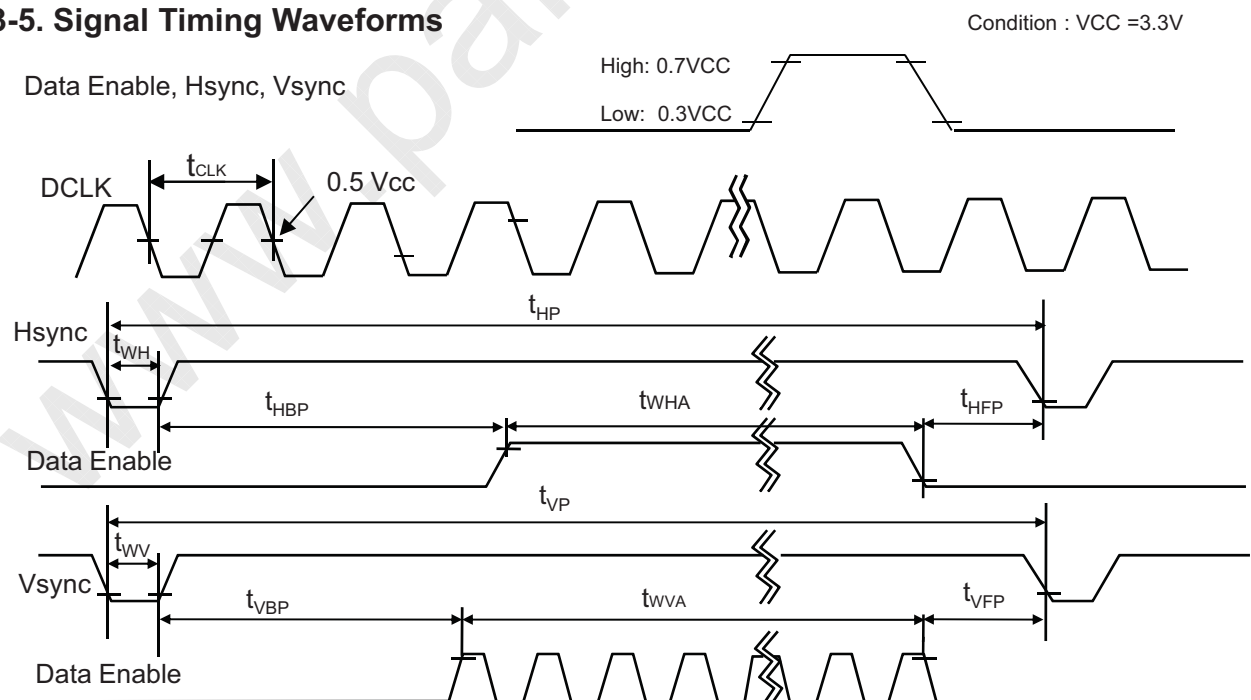 3-5. Signal Timing Waveforms
Condition : VCC =3.3V
Data Enable, Hsync, Vsync
High: 0.7VCC
Low: 0.3VCC
DCLK
tCLK
0.5 Vcc
tHP
Hsync
tWH
tHBP
tWHA
tHFP
Data Enable
tVP
tWV
Vsync
tVBP
tWVA
tVFP
Data Enable
www.pa